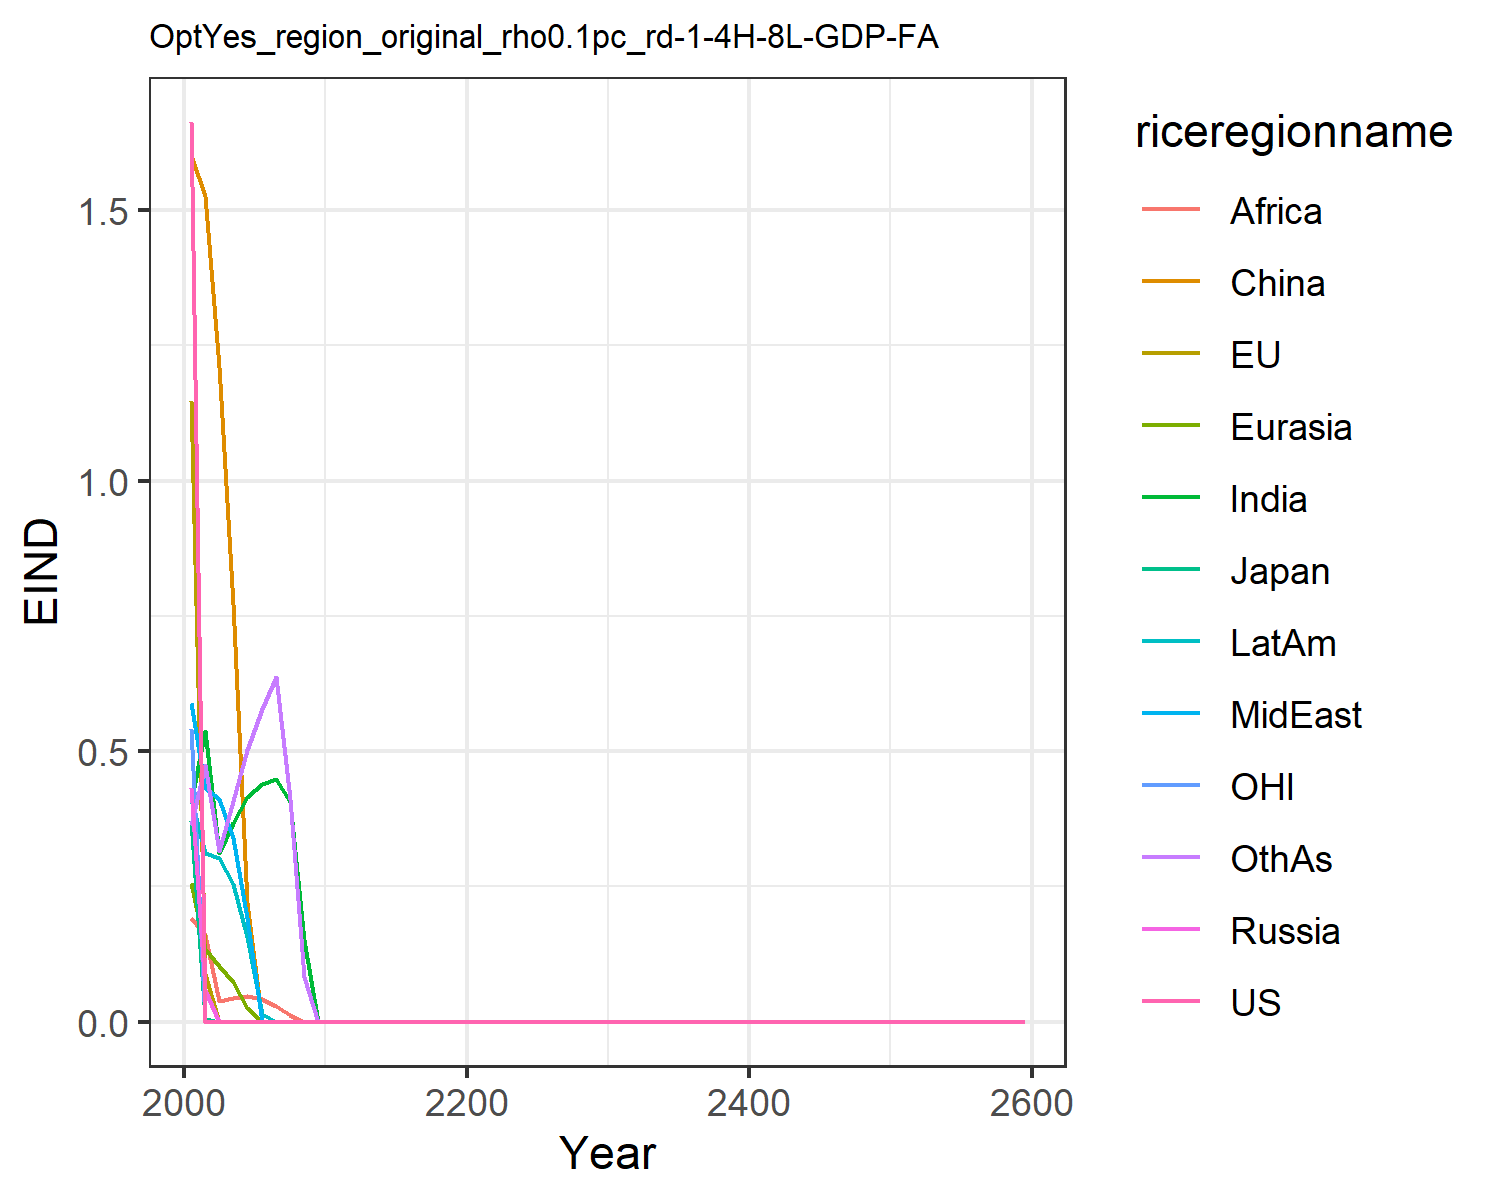 OptYes_region_original_rho0.1pc_rd-1-4H-8L-GDP-FA
EIND
1.5
1.0
0.5
0.0
2000 2200 2400 2600
Year
riceregionname
Africa
China
EU
Eurasia
India
Japan
LatAm
MidEast
OHI
OthAs
Russia
US